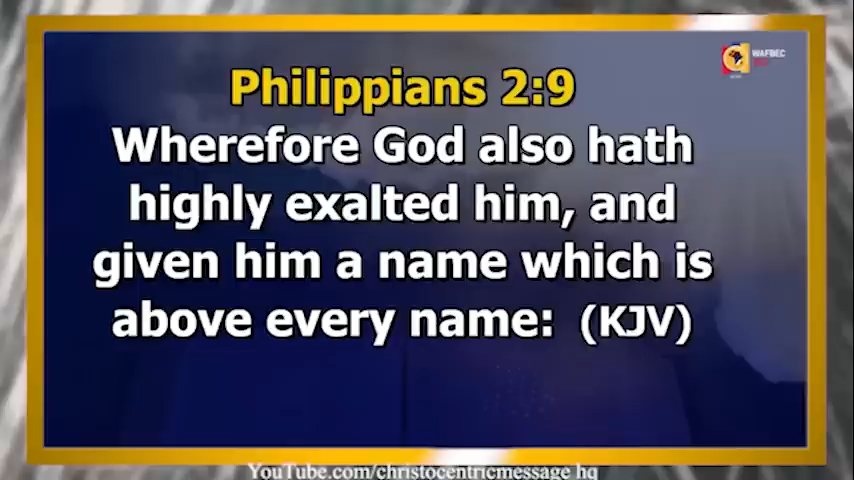 WAFBEC
Philippians 2:9
Wherefore God also hath
highly exalted him, and
given him a name which is
above every name: (KJV)
YouTube.com/christocentricmessage hq